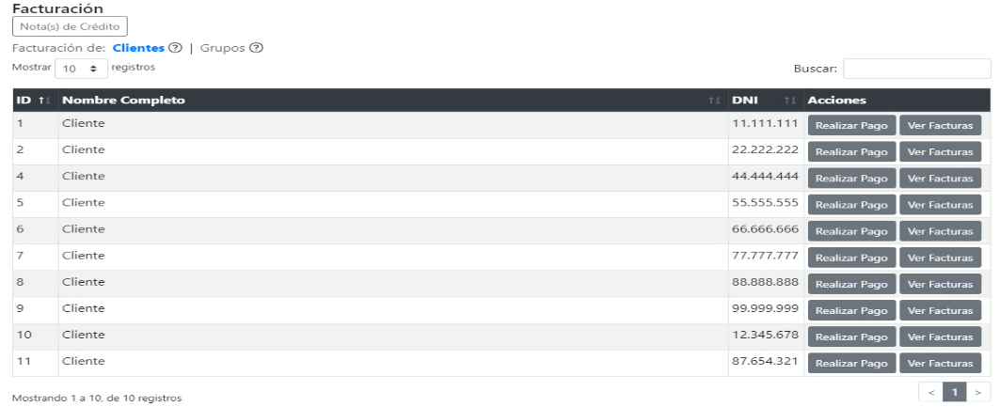 Facturación
Nota(s) de Crédito
Facturación de: Clientes | Grupos
Mostrar 10 registros Buscar:
ID Nombre Completo DNI Acciones
1 Cliente 11.111.111 Realizar Pago Ver Facturas
2 Cliente 22.222.222 Realizar Pago Ver Facturas
4 Cliente 44.444.444 Realizar Pago Ver Facturas
5 Cliente 55.555.555 Realizar Pago Ver Facturas
6 Cliente 66.666.666 Realizar Pago Ver Facturas
7 Cliente 77.777.777 Realizar Pago Ver Facturas
8 Cliente 88.888.888 Realizar Pago Ver Facturas
9 Cliente 99.999.999 Realizar Pago Ver Facturas
10 Cliente 12.345.678 Realizar Pago Ver Facturas
11 Cliente 87.654.321 Realizar Pago Ver Facturas
Mostrando 1 a 10, de 10 registros < 1 >